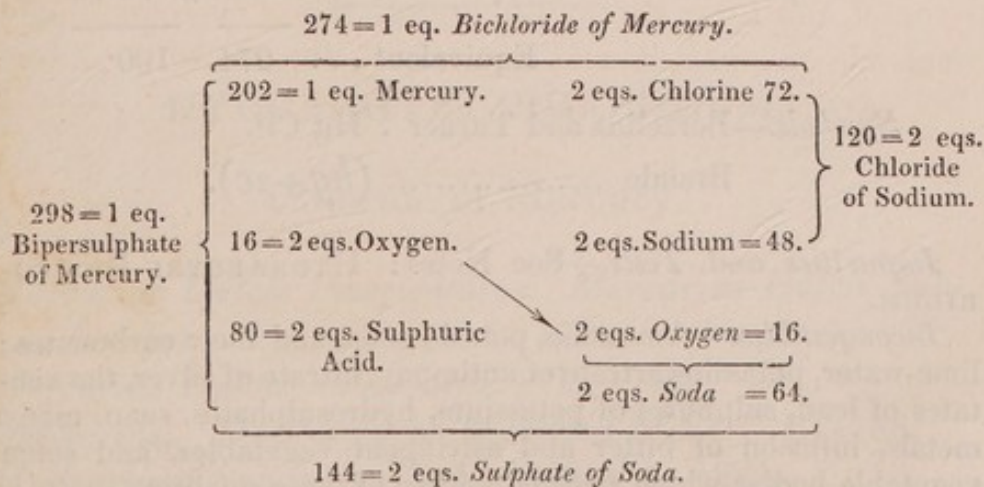 274=1 eq. Bichloride of Mercury.
202=1 eq. Mercury. 2 eqs. Chlorine 72.
120=2 eqs.
Chloride
of Sodium.
298=1 eq.
Bipersulphate
of Mercury.
16=2 eqs. Oxygen. 2 eqs. Sodium=48.
80=2 eqs. Sulphuric
Acid.
2 eqs. Oxygen=16.
2 eqs. Soda =64.
144=2 eqs. Sulphate of Soda.